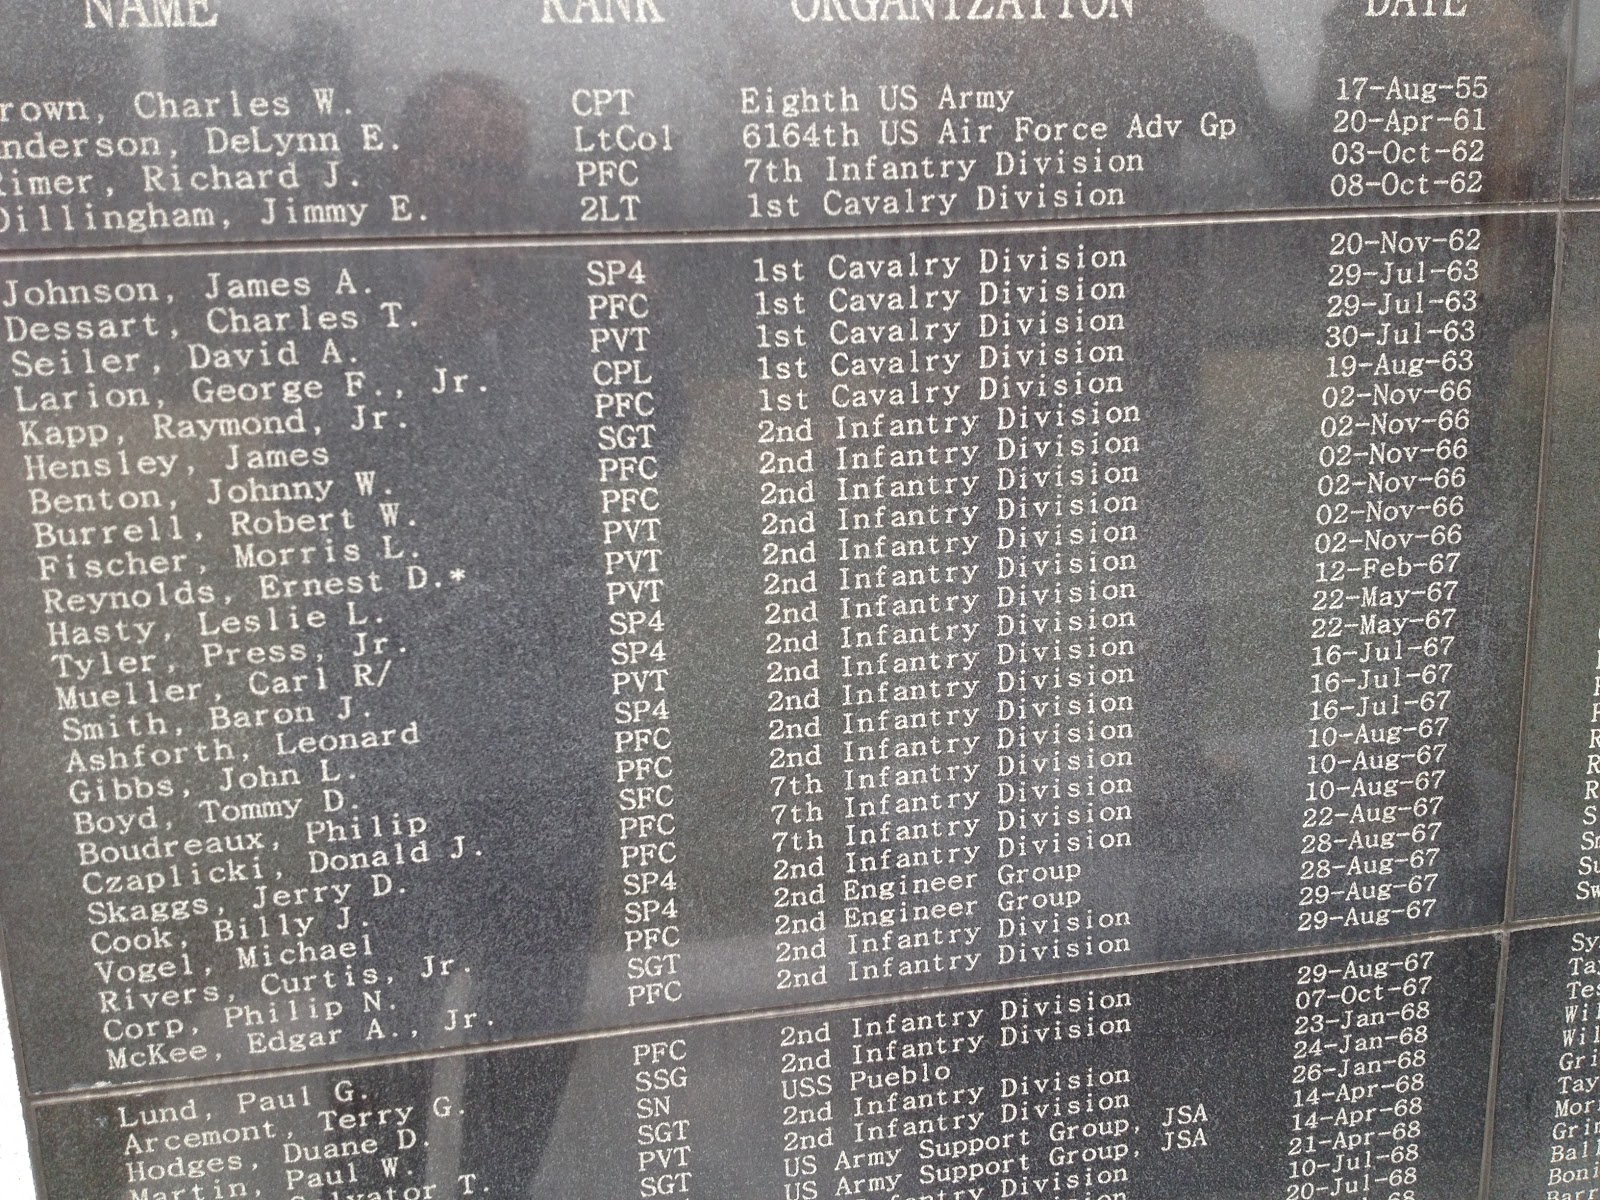 NAME RANK ORGANIZATION DATE
rown, Charles W. CPT Eighth US Army 17-Aug-55
nderson, DeLynn E. LtCol 6164th US Air Force Adv Gp 20-Apr-61
Rimer, Richard J. PFC 7th Infantry Division 03-Oct-62
Dillingham, Jimmy E. 2LT 1st Cavalry Division 08-Oct-62
Johnson, James A. SP4 1st Cavalry Division 20-Nov-62
Dessart, Charles T. PFC 1st Cavalry Division 29-Jul-63
Seiler, David A. PVT 1st Cavalry Division 29-Jul-63
Larion, George F., Jr. CPL 1st Cavalry Division 30-Jul-63
Kapp, Raymond, Jr. PFC 1st Cavalry Division 19-Aug-63
Hensley, James SGT 2nd Infantry Division 02-Nov-66
Benton, Johnny W. PFC 2nd Infantry Division 02-Nov-66
Burrell, Robert W. PFC 2nd Infantry Division 02-Nov-66
Fischer, Morris L. PVT 2nd Infantry Division 02-Nov-66
Reynolds, Ernest D.* PVT 2nd Infantry Division 02-Nov-66
Hasty, Leslie L. PVT 2nd Infantry Division 02-Nov-66
Tyler, Press, Jr. SP4 2nd Infantry Division 12-Feb-67
Mueller, Carl R/ SP4 2nd Infantry Division 22-May-67
Smith, Baron J. PVT 2nd Infantry Division 22-May-67
Ashforth, Leonard SP4 2nd Infantry Division 16-Jul-67
Gibbs, John L. PFC 2nd Infantry Division 16-Jul-67
Boyd, Tommy D. PFC 2nd Infantry Division 16-Jul-67
Boudreaux, Philip SFC 7th Infantry Division 10-Aug-67
Czaplicki, Donald J. PFC 7th Infantry Division 10-Aug-67
Skaggs, Jerry D. PFC 7th Infantry Division 10-Aug-67
Cook, Billy J. SP4 2nd Infantry Division 22-Aug-67
Vogel, Michael SP4 2nd Engineer Group 28-Aug-67
Rivers, Curtis, Jr. PFC 2nd Engineer Group 28-Aug-67
Corp, Philip N. SGT 2nd Infantry Division 29-Aug-67
McKee, Edgar A., Jr. PFC 2nd Infantry Division 29-Aug-67
Lund, Paul G. PFC 2nd Infantry Division 29-Aug-67
Arcemont, Terry G. SSG 2nd Infantry Division 07-Oct-67
Hodges, Duane D. SN USS Pueblo 23-Jan-68
Martin, Paul W. SGT 2nd Infantry Division 24-Jan-68
Salvator T. PVT 2nd Infantry Division 26-Jan-68
SGT US Army Support Group, JSA 14-Apr-68
US Army Support Group, JSA 14-Apr-68
Infantry Division 21-Apr-68
10-Jul-68
20-Jul-68